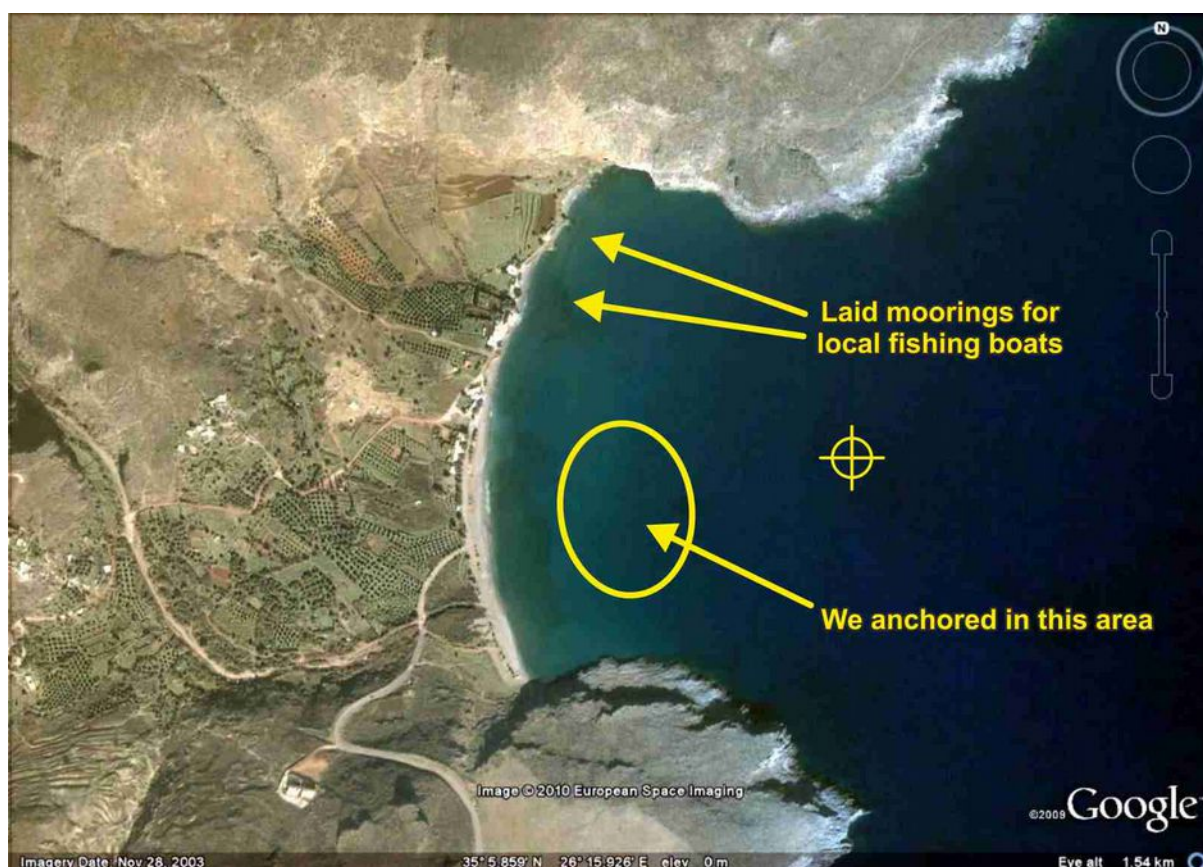 N
Laid moorings for
local fishing boats
We anchored in this area
Image © 2010 European Space Imaging
©2009 Google
Imagery Date: Nov 28, 2003 35° 5.859' N 26° 15.926' E elev 0 m Eye alt 1.54 km